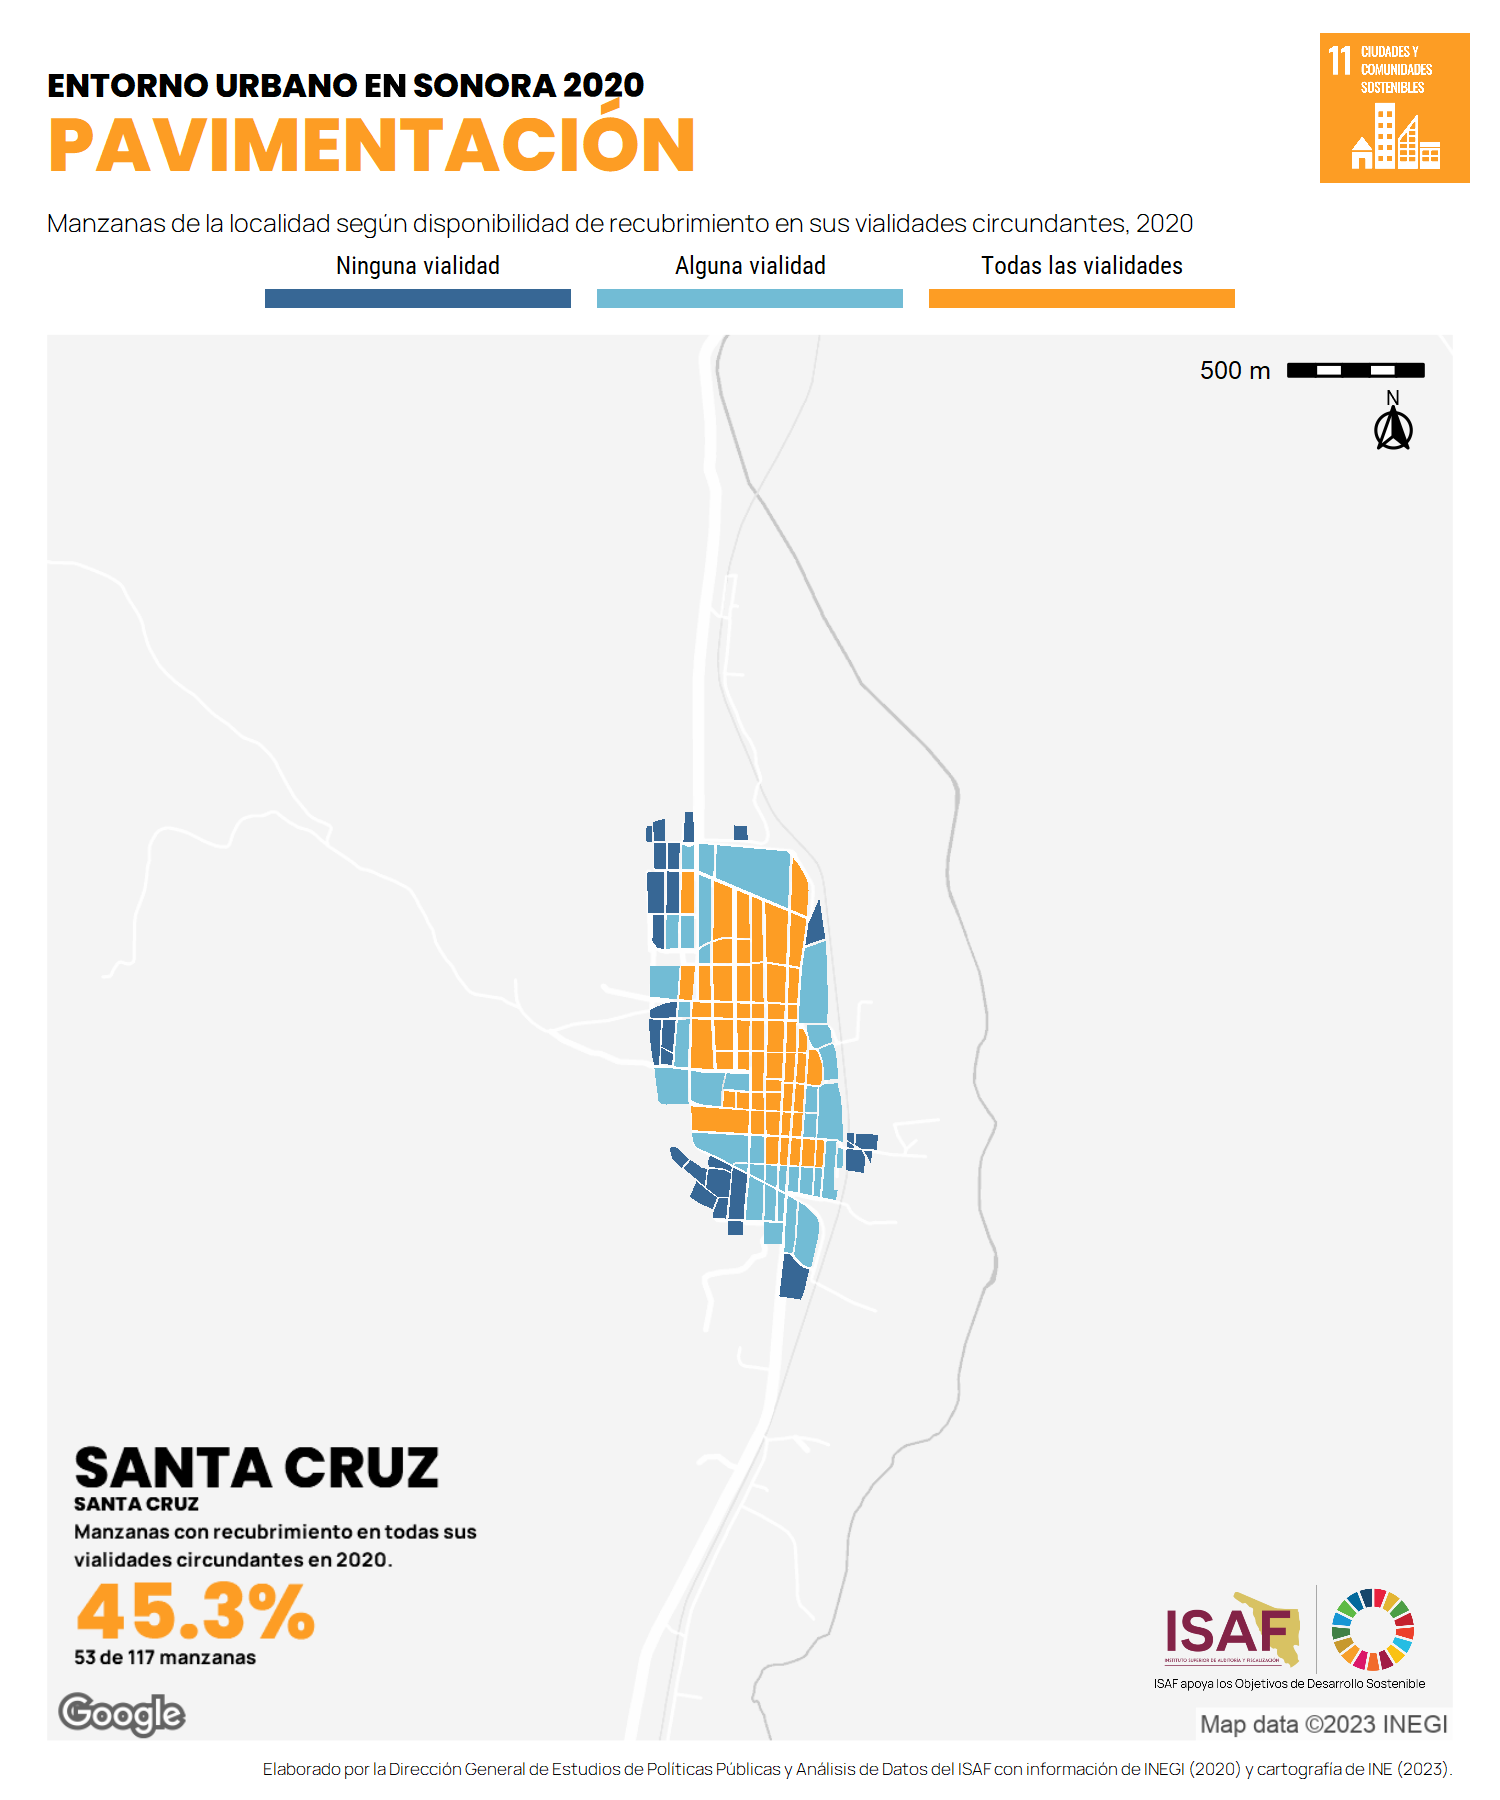 ENTORNO URBANO EN SONORA 2020
PAVIMENTACIÓN
11 CIUDADES Y
COMUNIDADES
SOSTENIBLES
Manzanas de la localidad según disponibilidad de recubrimiento en sus vialidades circundantes, 2020
Ninguna vialidad Alguna vialidad Todas las vialidades
500 m
N
SANTA CRUZ
SANTA CRUZ
Manzanas con recubrimiento en todas sus
vialidades circundantes en 2020.
45.3%
53 de 117 manzanas
ISAF
INSTITUTO SUPERIOR DE AUDITORÍA Y FISCALIZACIÓN
ISAF apoya los Objetivos de Desarrollo Sostenible
Google
Map data ©2023 INEGI
Elaborado por la Dirección General de Estudios de Políticas Públicas y Análisis de Datos del ISAF con información de INEGI (2020) y cartografía de INE (2023).